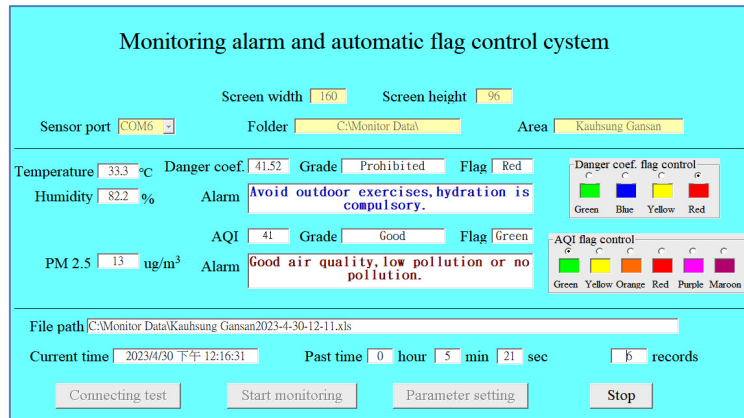 Monitoring alarm and automatic flag control cystem
Screen width 160 Screen height 96
Sensor port COM6 Folder C:\Monitor Data\ Area Kauhsung Gansan
Temperature 33.3 °C Danger coef. 41.52 Grade Prohibited Flag Red
Humidity 82.2 % Alarm Avoid outdoor exercises,hydration is
compulsory.
Danger coef. flag control
Green Blue Yellow Red
AQI 41 Grade Good Flag Green
PM 2.5 13 ug/m³ Alarm Good air quality,low pollution or no
pollution.
AQI flag control
Green Yellow Orange Red Purple Maroon
File path C:\Monitor Data\Kauhsung Gansan2023-4-30-12-11.xls
Current time 2023/4/30 下午 12:16:31 Past time 0 hour 5 min 21 sec 6 records
Connecting test Start monitoring Parameter setting Stop